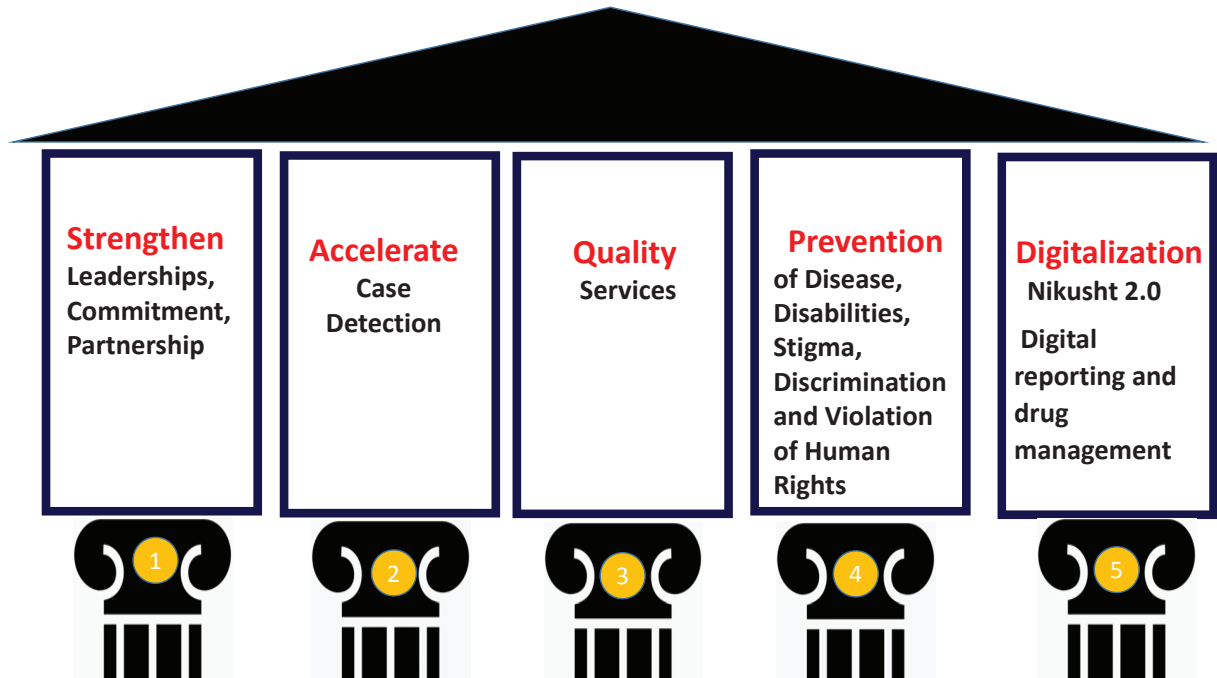 Strengthen
Leaderships,
Commitment,
Partnership
Accelerate
Case
Detection
Quality
Services
Prevention
of Disease,
Disabilities,
Stigma,
Discrimination
and Violation
of Human
Rights
Digitalization
Nikusht 2.0
Digital
reporting and
drug
management
1
2
3
4
5